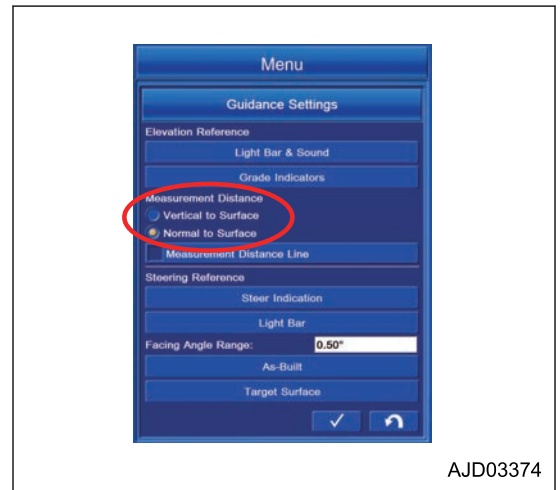 Menu
Guidance Settings
Elevation Reference
Light Bar & Sound
Grade Indicators
Measurement Distance
Vertical to Surface
Normal to Surface
Measurement Distance Line
Steering Reference
Steer Indication
Light Bar
Facing Angle Range: 0.50°
As-Built
Target Surface
AJD03374